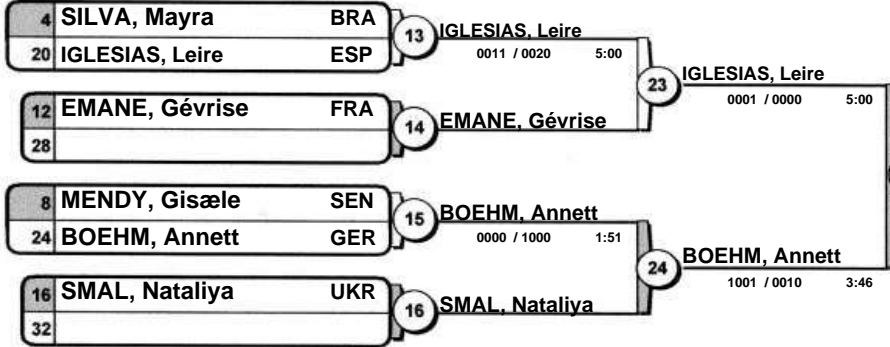 4 SILVA, Mayra BRA
20 IGLESIAS, Leire ESP
13 IGLESIAS, Leire
0011 / 0020 5:00
12 EMANE, Gévrise FRA
28
14 EMANE, Gévrise
23 IGLESIAS, Leire
0001 / 0000 5:00
8 MENDY, Gisæle SEN
24 BOEHM, Annett GER
15 BOEHM, Annett
0000 / 1000 1:51
16 SMAL, Nataliya UKR
32
16 SMAL, Nataliya
24 BOEHM, Annett
1001 / 0010 3:46